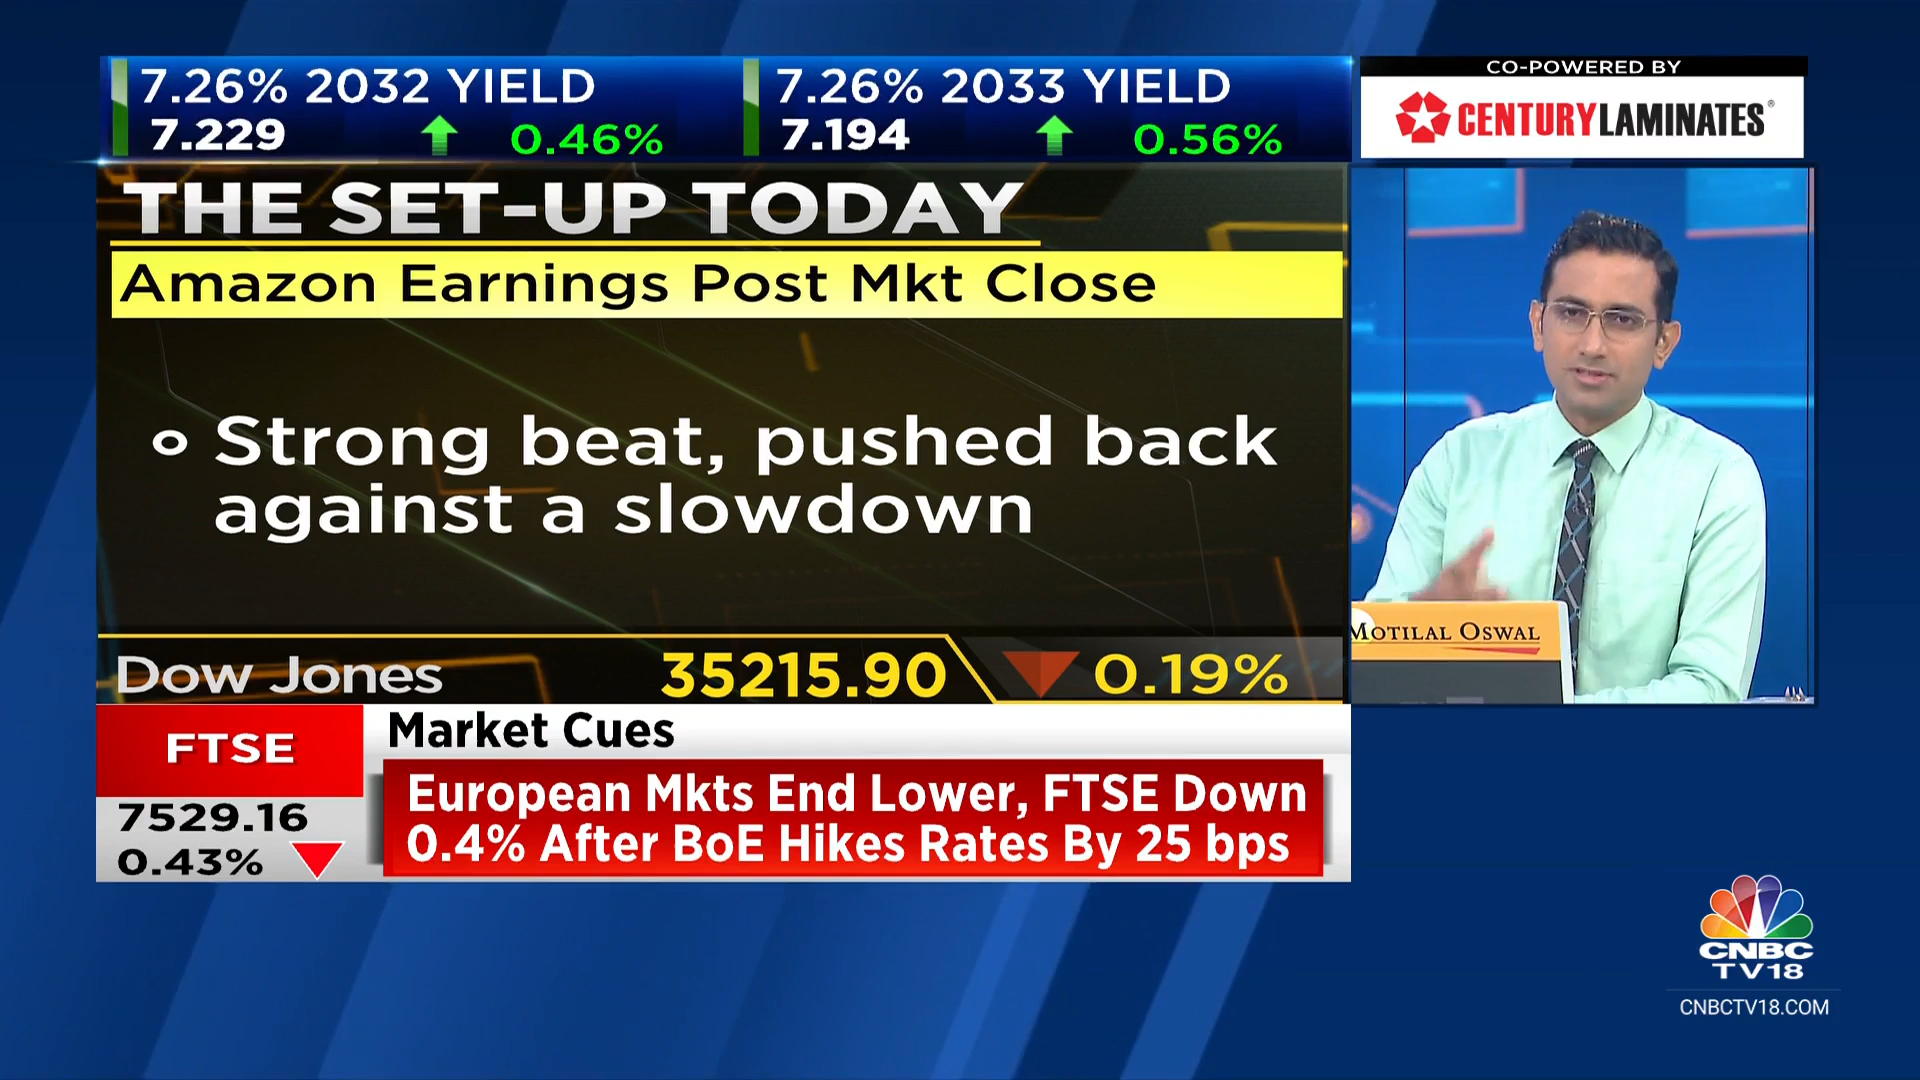 7.26% 2032 YIELD
7.229 0.46%
7.26% 2033 YIELD
7.194 0.56%
CO-POWERED BY
CENTURYLAMINATES®
THE SET-UP TODAY
Amazon Earnings Post Mkt Close
Strong beat, pushed back
against a slowdown
MOTILAL OSWAL
Dow Jones 35215.90 0.19%
FTSE
7529.16
0.43%
Market Cues
European Mkts End Lower, FTSE Down
0.4% After BoE Hikes Rates By 25 bps
CNBC
TV18
CNBCTV18.COM